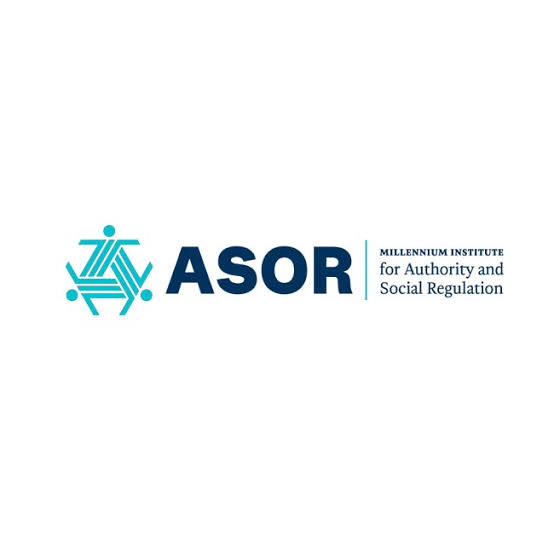 ASOR
MILLENNIUM INSTITUTE
for Authority and
Social Regulation